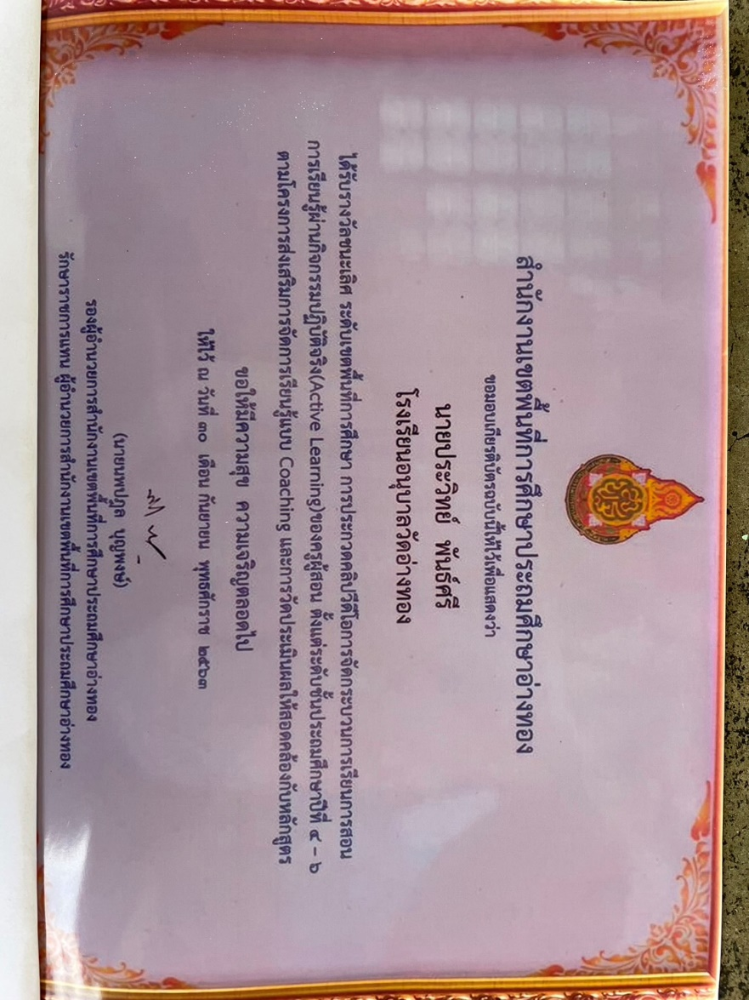 สำนักงานเขตพื้นที่การศึกษาประถมศึกษาอ่างทอง
ขอมอบเกียรติบัตรฉบับนี้ให้ไว้เพื่อแสดงว่า
นายประวิทย์ พันธ์ศรี
โรงเรียนอนุบาลวัดอ่างทอง
ได้รับรางวัลชนะเลิศ ระดับเขตพื้นที่การศึกษา การประกวดคลิปวีดีโอการจัดกระบวนการเรียนการสอน
การเรียนรู้ผ่านกิจกรรมปฏิบัติจริง(Active Learning)ของครูผู้สอน ตั้งแต่ระดับชั้นประถมศึกษาปีที่ ๔ – ๖
ตามโครงการส่งเสริมการจัดการเรียนรู้แบบ Coaching และการวัดประเมินผลให้สอดคล้องกับหลักสูตร
ขอให้มีความสุข ความเจริญตลอดไป
ให้ไว้ ณ วันที่ ๓๐ เดือน กันยายน พุทธศักราช ๒๕๖๓
(นายนพปฎล บุญพงษ์)
รองผู้อำนวยการสำนักงานเขตพื้นที่การศึกษาประถมศึกษาอ่างทอง
รักษาราชการแทน ผู้อำนวยการสำนักงานเขตพื้นที่การศึกษาประถมศึกษาอ่างทอง